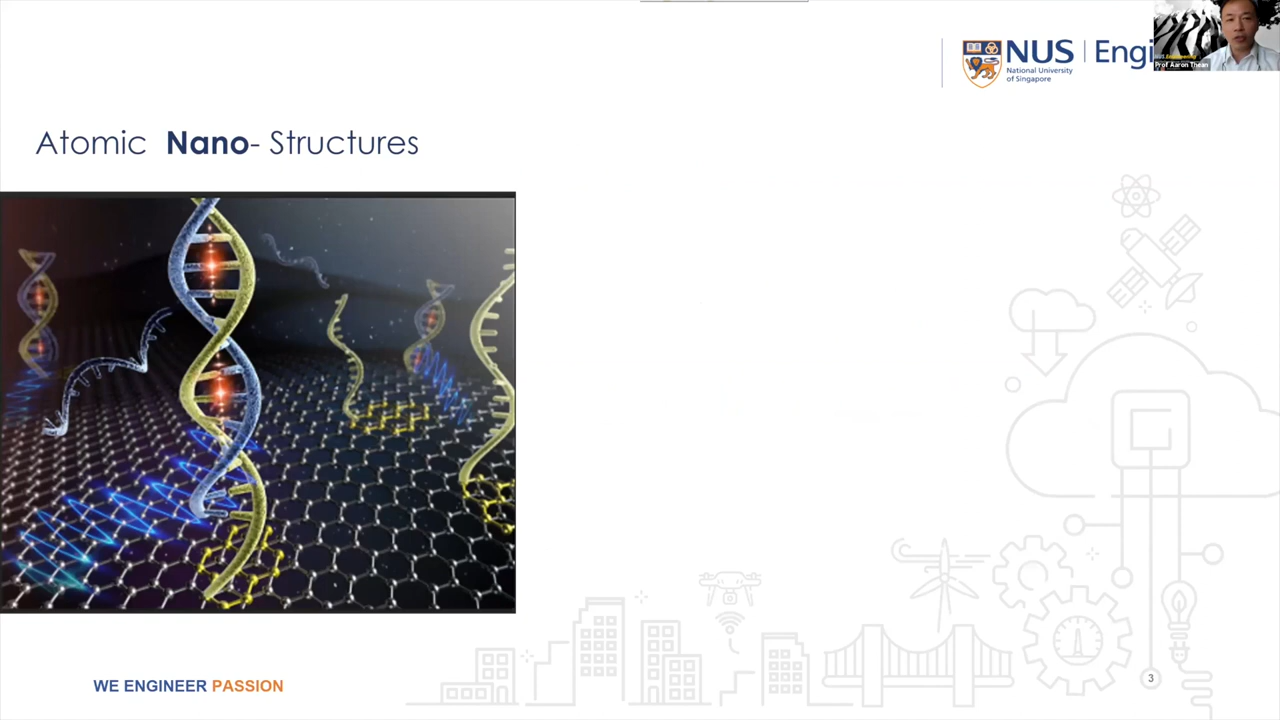 NUS
Engi
National University
of Singapore
Prof Aaron Thean
Atomic Nano- Structures
WE ENGINEER PASSION
3